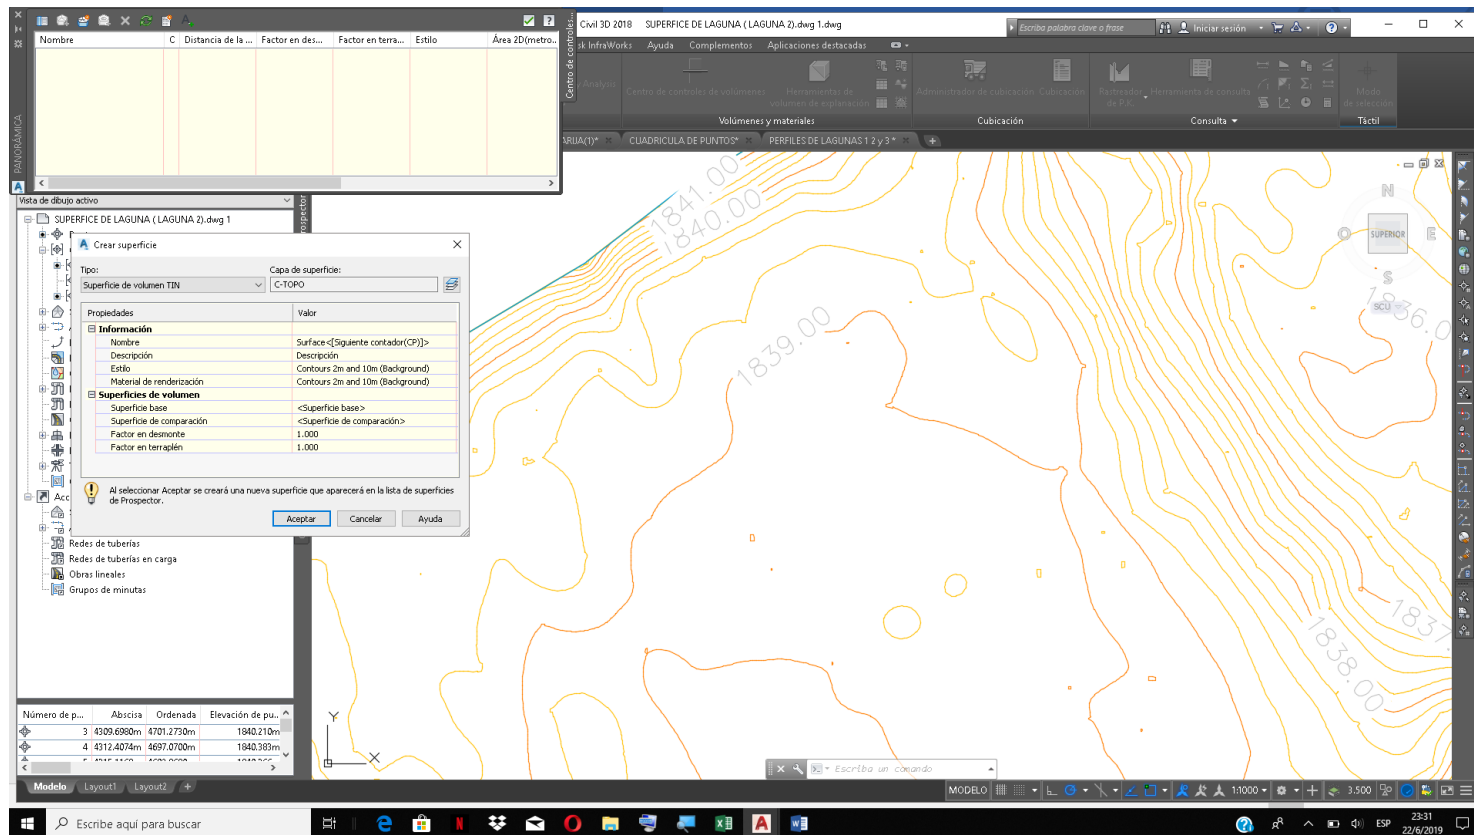 Civil 3D 2018 SUPERFICE DE LAGUNA ( LAGUNA 2).dwg 1.dwg
Escriba palabra clave o frase
Iniciar sesión
Nombre C Distancia de la ... Factor en des... Factor en terra... Estilo Área 2D(metro..
Centro de controles...
PANORÁMICA
sk InfraWorks Ayuda Complementos Aplicaciones destacadas
Analysis
Centro de controles de volúmenes
Herramientas de
volumen de explanación
Administrador de cubicación Cubicación
Rastreador
de P.K.
Herramienta de consulta
Modo
de selección
Volúmenes y materiales
Cubicación
Consulta
Táctil
ARIJA(1)* CUADRICULA DE PUNTOS* PERFILES DE LAGUNAS 1 2 y 3 *
Vista de dibujo activo
SUPERFICE DE LAGUNA ( LAGUNA 2).dwg 1
Crear superficie
Tipo:
Capa de superficie:
Superficie de volumen TIN
C-TOPO
Propiedades Valor
Información
Nombre Surface<[Siguiente contador(CP)]>
Descripción Descripción
Estilo Contours 2m and 10m (Background)
Material de renderización Contours 2m and 10m (Background)
Superficies de volumen
Superficie base <Superficie base>
Superficie de comparación <Superficie de comparación>
Factor en desmonte 1.000
Factor en terraplén 1.000
Al seleccionar Aceptar se creará una nueva superficie que aparecerá en la lista de superficies
de Prospector.
Aceptar Cancelar Ayuda
Acc
Redes de tuberías
Redes de tuberías en carga
Obras lineales
Grupos de minutas
Número de p... Abscisa Ordenada Elevación de pu..
3 4309.6980m 4701.2730m 1840.210m
4 4312.4074m 4697.0700m 1840.383m
1841.00
1840.00
1839.00
1836.0
1837.
1838.00
N
O SUPERIOR E
S
SCU
Y
X
Escriba un comando
Modelo Layout1 Layout2 +
MODELO 1:1000 3.500
Escribe aquí para buscar
ESP
23:31
22/6/2019